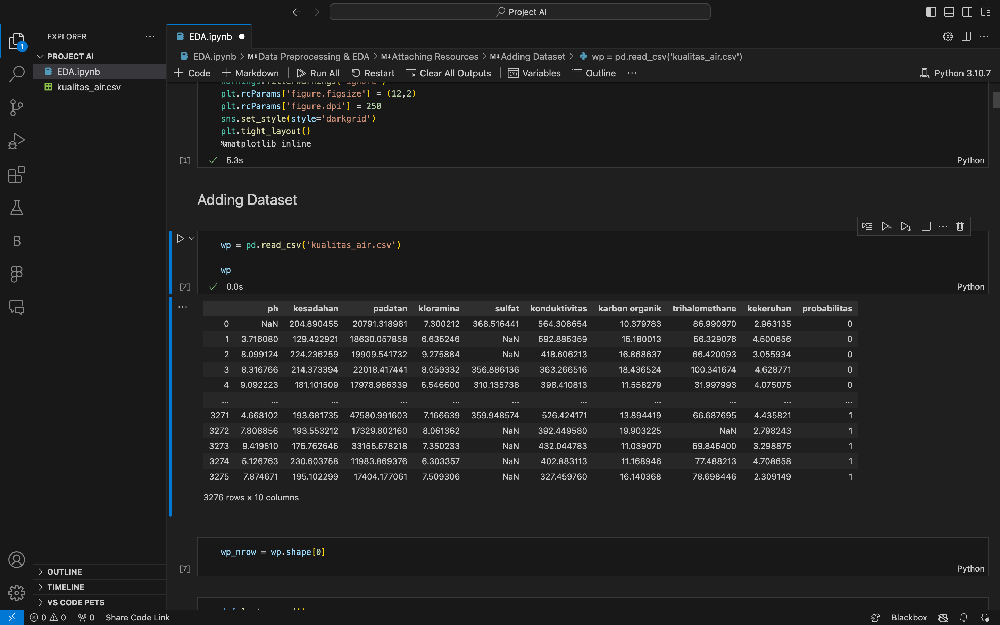 Project AI
EXPLORER
PROJECT AI
EDA.ipynb
kualitas_air.csv
OUTLINE
TIMELINE
VS CODE PETS
1
B
EDA.ipynb
EDA.ipynb > M↓Data Preprocessing & EDA > M↓Attaching Resources > M↓Adding Dataset > wp = pd.read_csv('kualitas_air.csv')
+ Code + Markdown | Run All Restart Clear All Outputs | Variables Outline ··· Python 3.10.7
warnings.filterwarnings('ignore')
plt.rcParams['figure.figsize'] = (12,2)
plt.rcParams['figure.dpi'] = 250
sns.set_style(style='darkgrid')
plt.tight_layout()
%matplotlib inline
[1] ✓ 5.3s Python
Adding Dataset
wp = pd.read_csv('kualitas_air.csv')
wp
[2] ✓ 0.0s Python
ph kesadahan padatan kloramina sulfat konduktivitas karbon organik trihalomethane kekeruhan probabilitas
0 NaN 204.890455 20791.318981 7.300212 368.516441 564.308654 10.379783 86.990970 2.963135 0
1 3.716080 129.422921 18630.057858 6.635246 NaN 592.885359 15.180013 56.329076 4.500656 0
2 8.099124 224.236259 19909.541732 9.275884 NaN 418.606213 16.868637 66.420093 3.055934 0
3 8.316766 214.373394 22018.417441 8.059332 356.886136 363.266516 18.436524 100.341674 4.628771 0
4 9.092223 181.101509 17978.986339 6.546600 310.135738 398.410813 11.558279 31.997993 4.075075 0
... ... ... ... ... ... ... ... ... ... ...
3271 4.668102 193.681735 47580.991603 7.166639 359.948574 526.424171 13.894419 66.687695 4.435821 1
3272 7.808856 193.553212 17329.802160 8.061362 NaN 392.449580 19.903225 NaN 2.798243 1
3273 9.419510 175.762646 33155.578218 7.350233 NaN 432.044783 11.039070 69.845400 3.298875 1
3274 5.126763 230.603758 11983.869376 6.303357 NaN 402.883113 11.168946 77.488213 4.708658 1
3275 7.874671 195.102299 17404.177061 7.509306 NaN 327.459760 16.140368 78.698446 2.309149 1
3276 rows × 10 columns
wp_nrow = wp.shape[0]
[7] Python
0 0 0 Share Code Link Blackbox